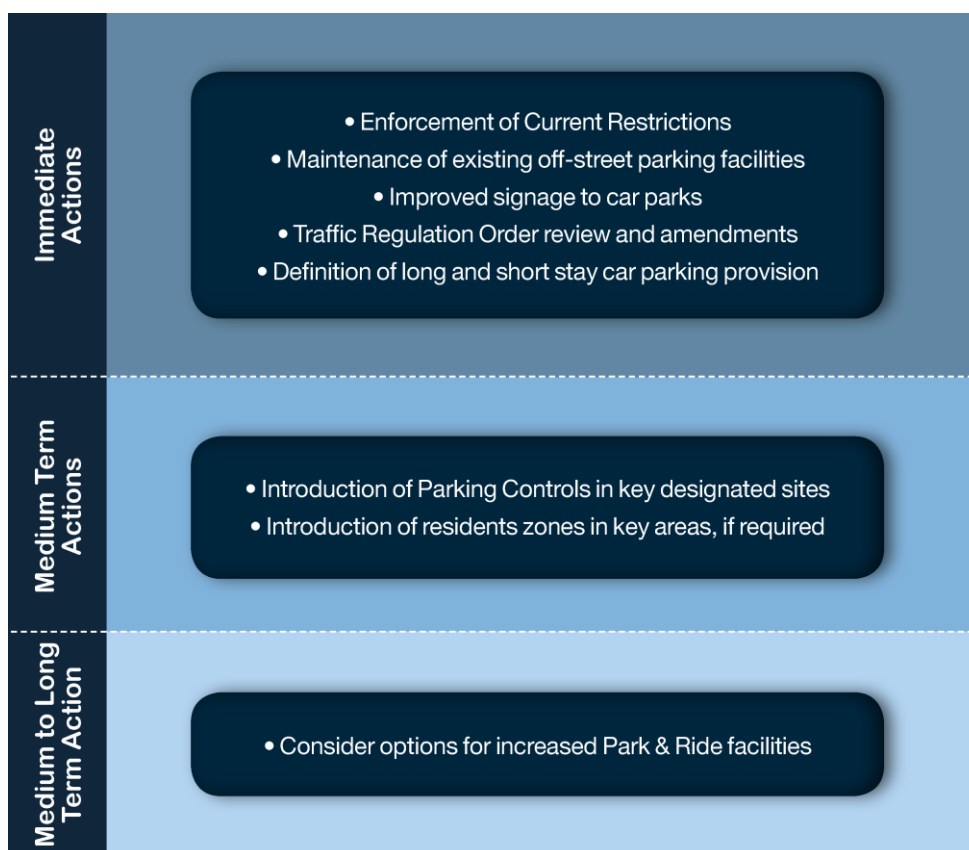 Immediate
Actions
• Enforcement of Current Restrictions
• Maintenance of existing off-street parking facilities
• Improved signage to car parks
• Traffic Regulation Order review and amendments
• Definition of long and short stay car parking provision
Medium Term
Actions
• Introduction of Parking Controls in key designated sites
• Introduction of residents zones in key areas, if required
Medium to Long
Term Action
• Consider options for increased Park & Ride facilities